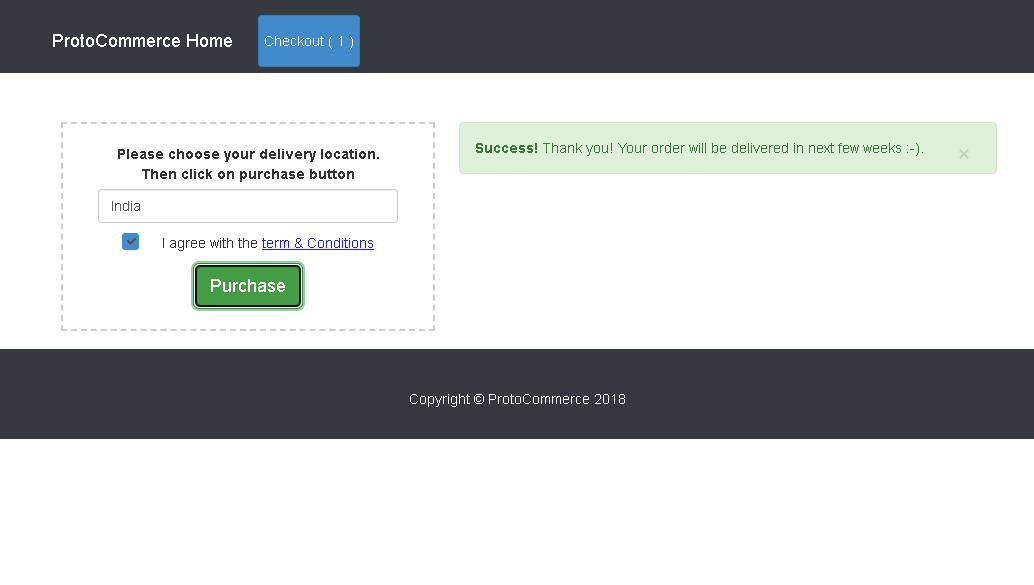 ProtoCommerce Home
Checkout ( 1 )
Please choose your delivery location.
Then click on purchase button
India
I agree with the term & Conditions
Purchase
Success! Thank you! Your order will be delivered in next few weeks :-).
×
Copyright © ProtoCommerce 2018